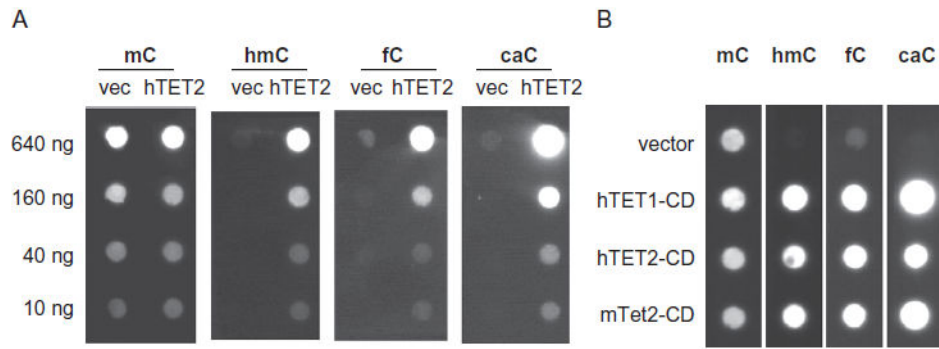 A
mC hmC fC caC
vec hTET2 vec hTET2 vec hTET2 vec hTET2
640 ng
160 ng
40 ng
10 ng
B
mC hmC fC caC
vector
hTET1-CD
hTET2-CD
mTet2-CD